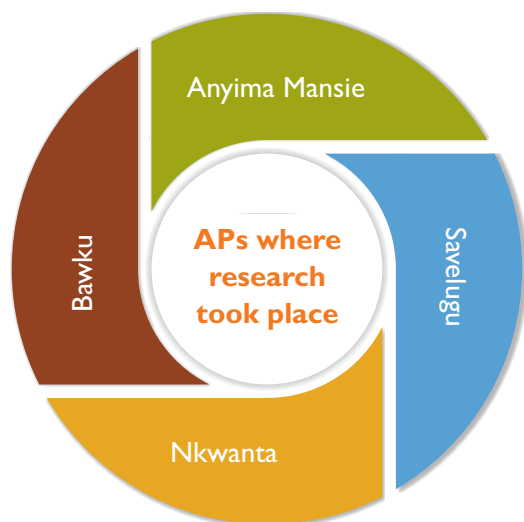 Anyima Mansie
Savelugu
Nkwanta
Bawku
APs where
research
took place